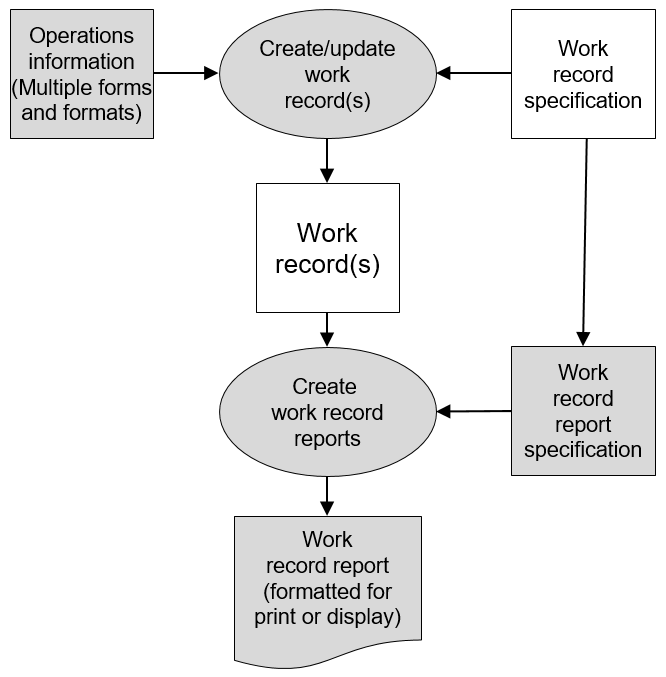 Operations
information
(Multiple forms
and formats)
Create/update
work
record(s)
Work
record
specification
Work
record(s)
Create
work record
reports
Work
record
report
specification
Work
record report
(formatted for
print or display)